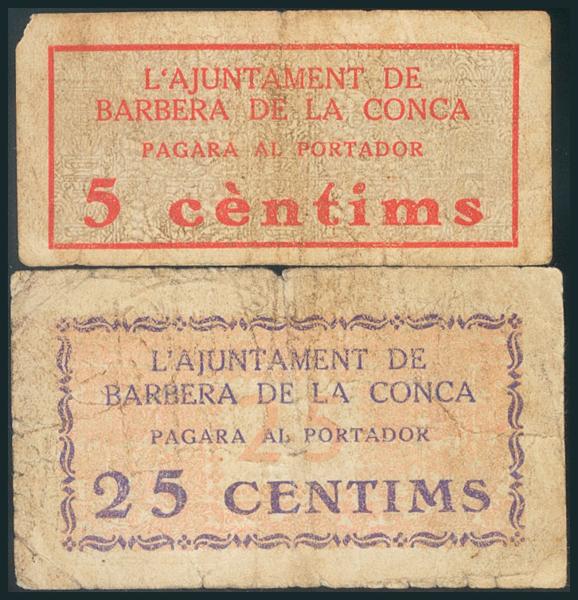 L'AJUNTAMENT DE
BARBERA DE LA CONCA
PAGARA AL PORTADOR
5 cèntims
L'AJUNTAMENT DE
BARBERA DE LA CONCA
25
PAGARA AL PORTADOR
25 CENTIMS